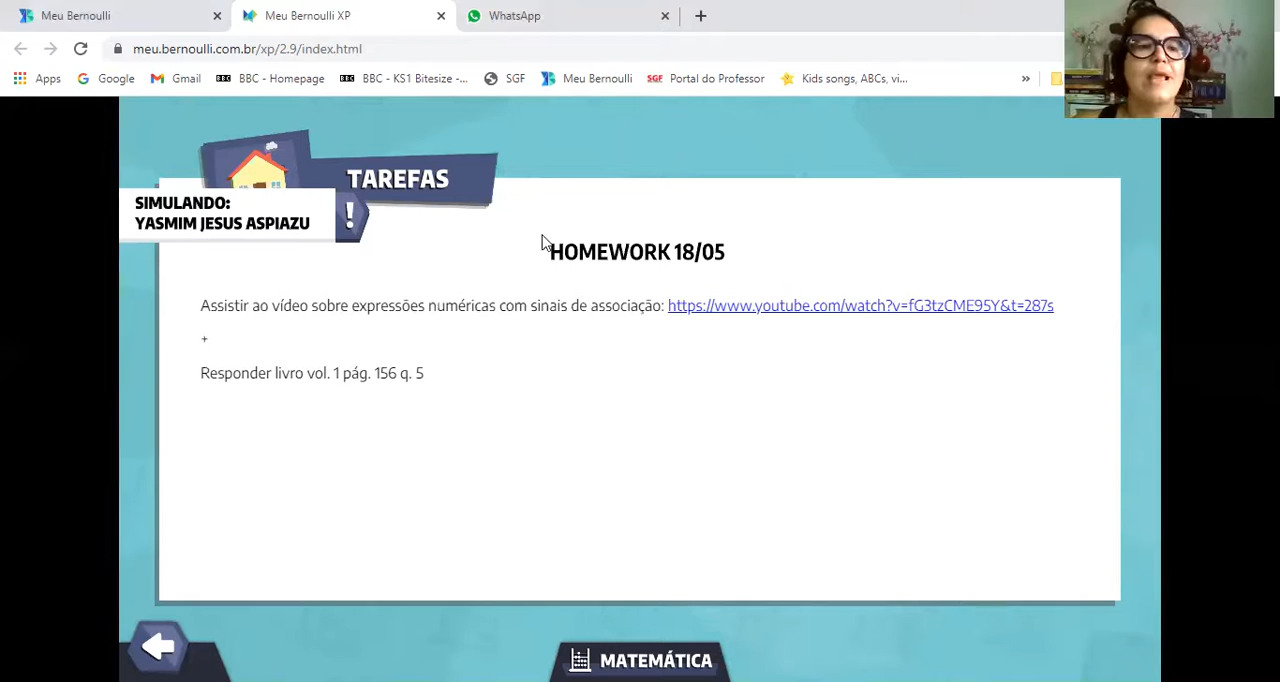 Meu Bernoulli
Meu Bernoulli XP
WhatsApp
meu.bernoulli.com.br/xp/2.9/index.html
Apps Google Gmail BBC - Homepage BBC - KS1 Bitesize -... SGF Meu Bernoulli Portal do Professor Kids songs, ABCs, vi... »
TAREFAS
SIMULANDO:
YASMIM JESUS ASPIAZU
!
HOMEWORK 18/05
Assistir ao vídeo sobre expressões numéricas com sinais de associação: https://www.youtube.com/watch?v=fG3tzCME95Y&t=287s
+
Responder livro vol. 1 pág. 156 q. 5
MATEMÁTICA